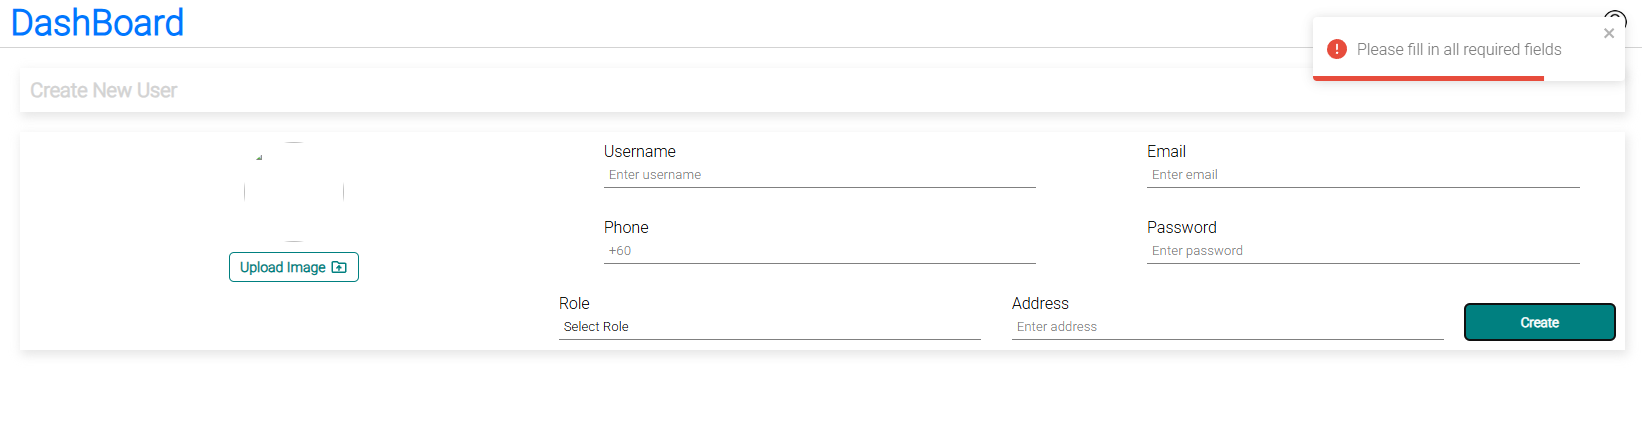 DashBoard
Please fill in all required fields
Create New User
Username
Email
Enter username
Enter email
Phone
Password
+60
Enter password
Upload Image
Role
Address
Select Role
Enter address
Create